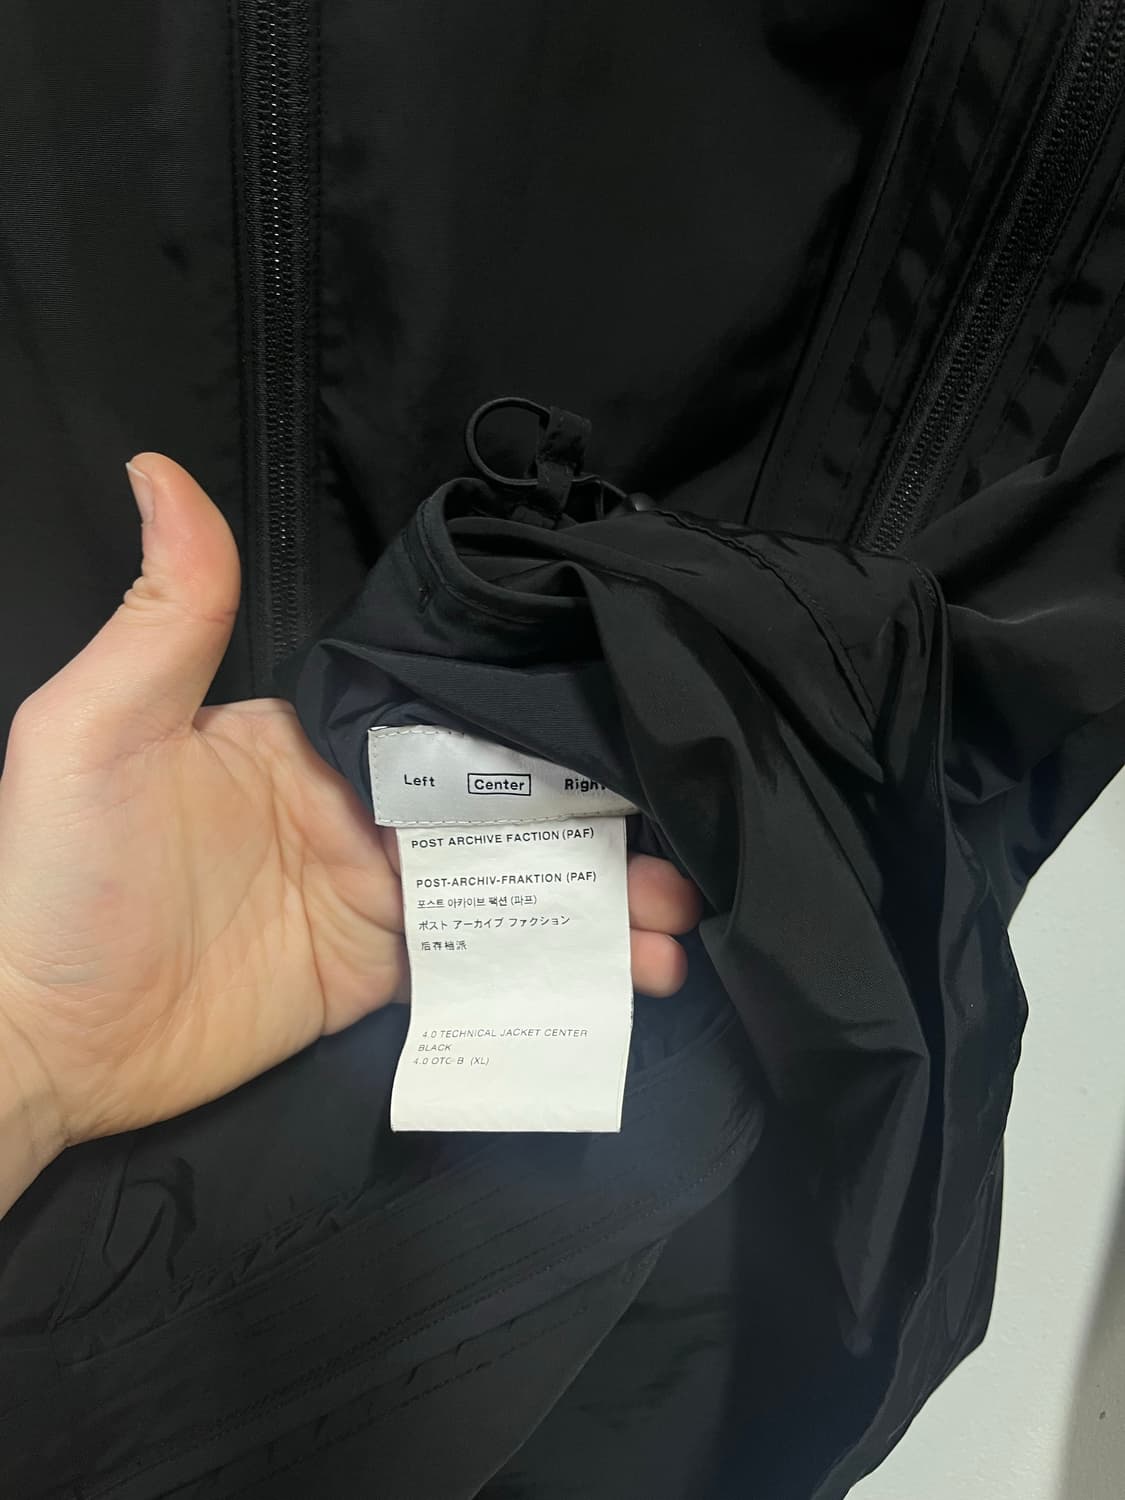 Left Center Right
POST ARCHIVE FACTION (PAF)
POST-ARCHIV-FRAKTION (PAF)
포스트 아카이브 팩션 (파프)
ポスト アーカイブ ファクション
后存档派
4.0 TECHNICAL JACKET CENTER
BLACK
4.0 OTC-B (XL)